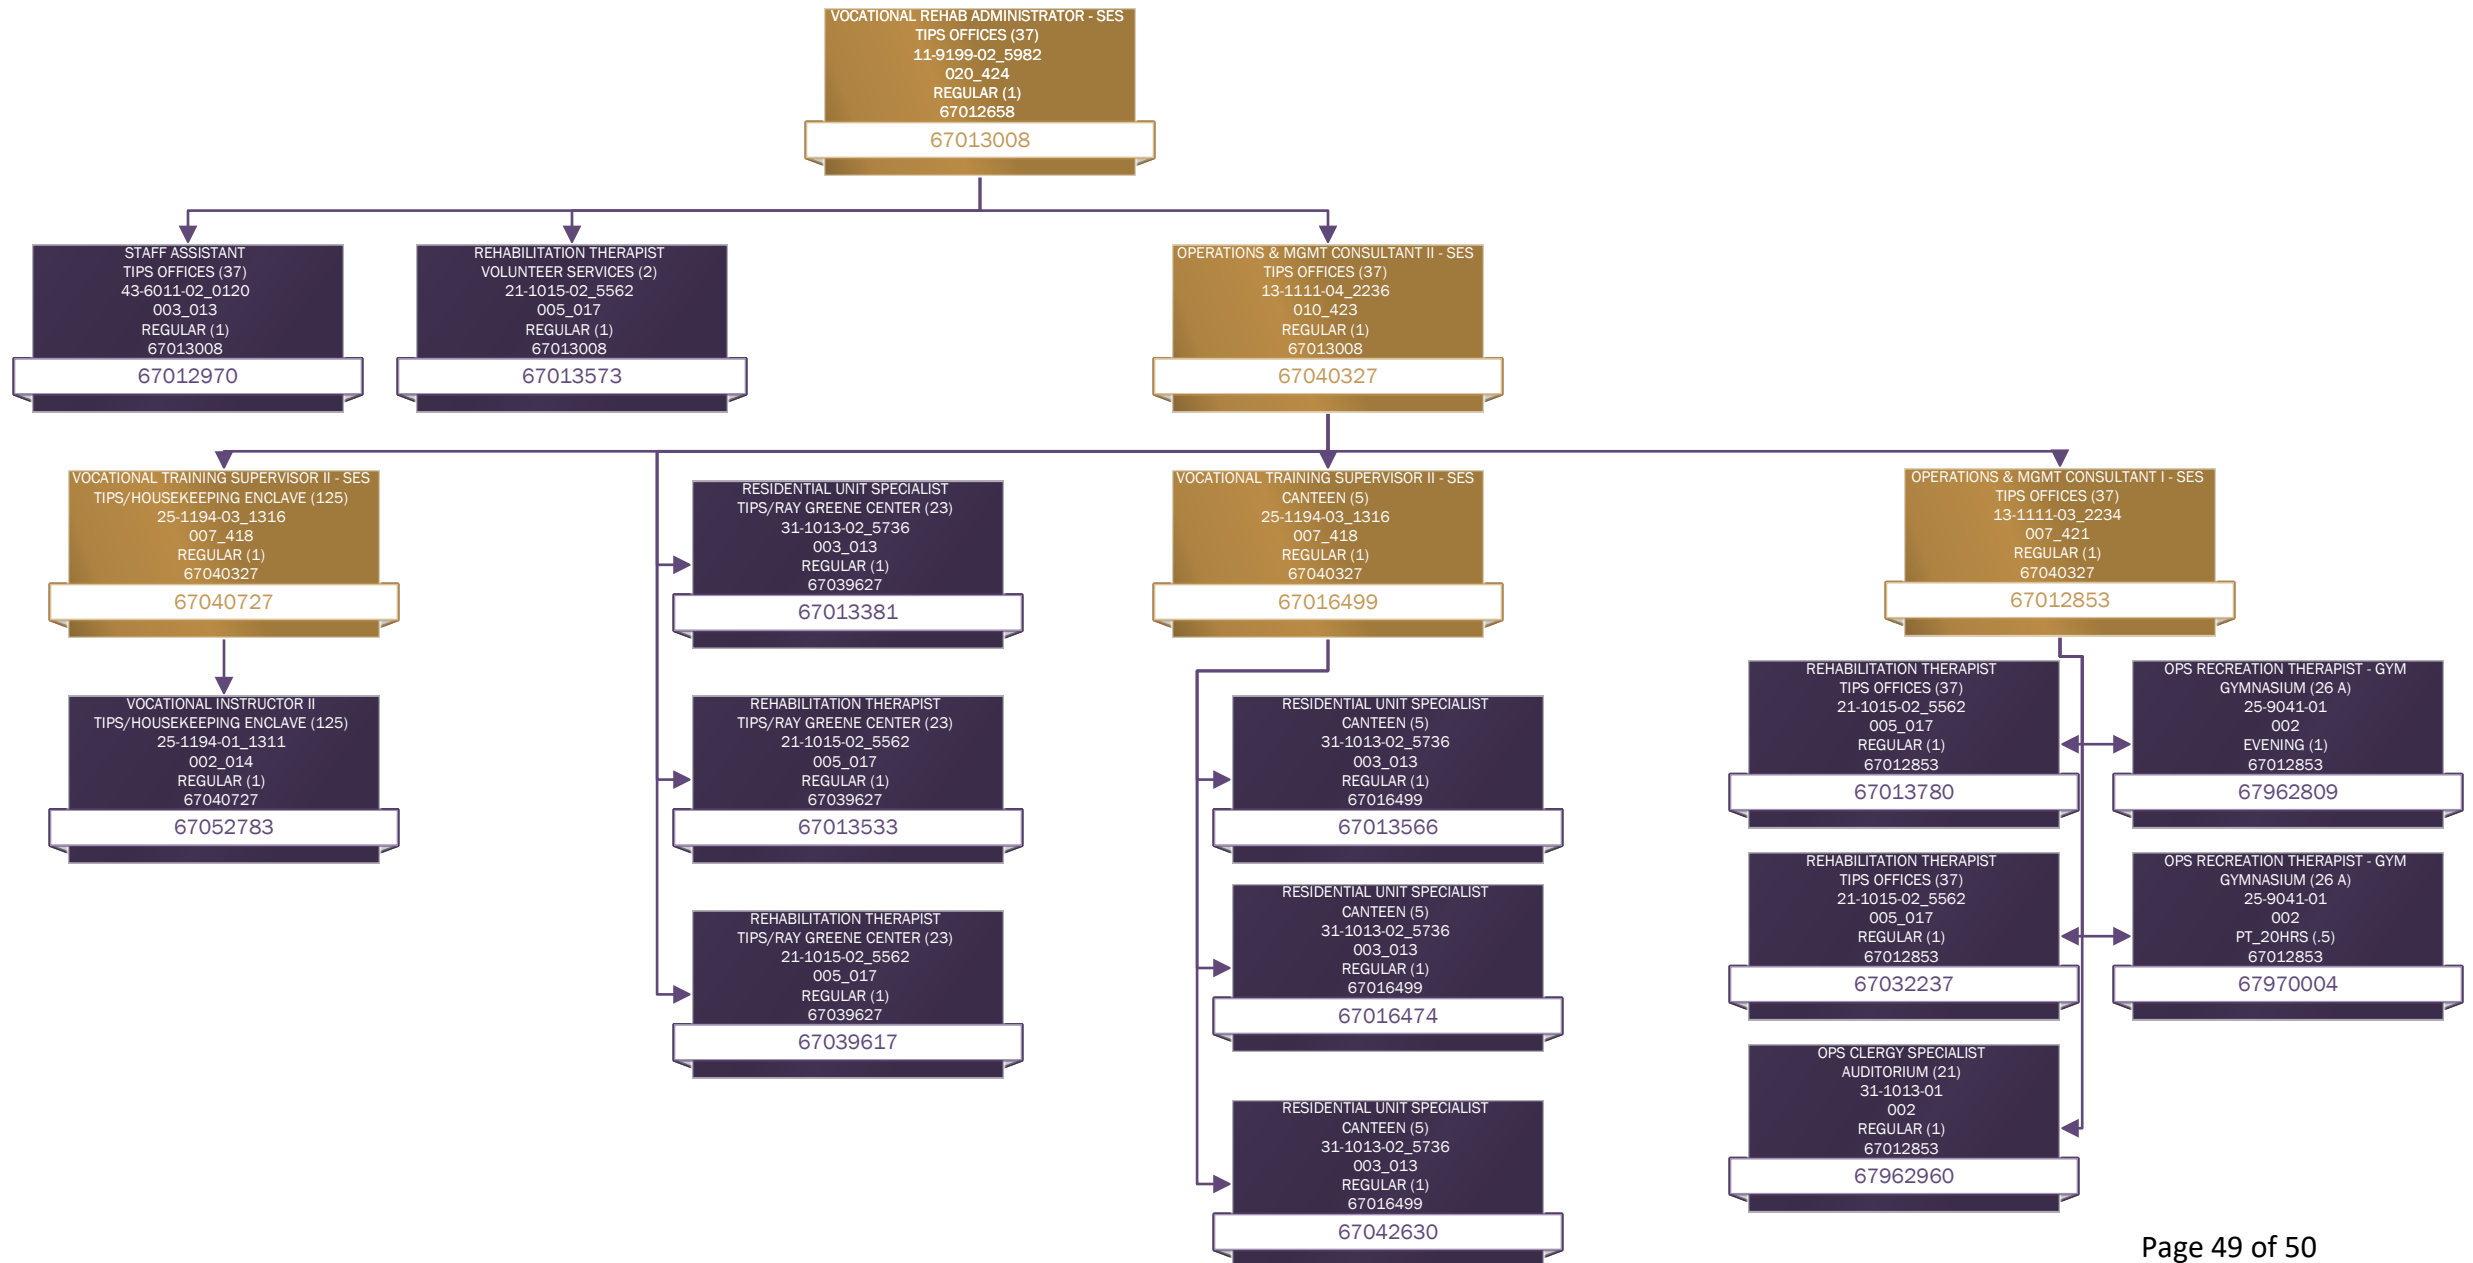 VOCATIONAL REHAB ADMINISTRATOR - SES
TIPS OFFICES (37)
11-9199-02_5982
020_424
REGULAR (1)
67012658
67013008
STAFF ASSISTANT
TIPS OFFICES (37)
43-6011-02_0120
003_013
REGULAR (1)
67013008
67012970
REHABILITATION THERAPIST
VOLUNTEER SERVICES (2)
21-1015-02_5562
005_017
REGULAR (1)
67013008
67013573
OPERATIONS & MGMT CONSULTANT II - SES
TIPS OFFICES (37)
13-1111-04_2236
010_423
REGULAR (1)
67013008
67040327
VOCATIONAL TRAINING SUPERVISOR II - SES
TIPS/HOUSEKEEPING ENCLAVE (125)
25-1194-03_1316
007_418
REGULAR (1)
67040327
67040727
VOCATIONAL INSTRUCTOR II
TIPS/HOUSEKEEPING ENCLAVE (125)
25-1194-01_1311
002_014
REGULAR (1)
67040727
67052783
RESIDENTIAL UNIT SPECIALIST
TIPS/RAY GREENE CENTER (23)
31-1013-02_5736
003_013
REGULAR (1)
67039627
67013381
REHABILITATION THERAPIST
TIPS/RAY GREENE CENTER (23)
21-1015-02_5562
005_017
REGULAR (1)
67039627
67013533
REHABILITATION THERAPIST
TIPS/RAY GREENE CENTER (23)
21-1015-02_5562
005_017
REGULAR (1)
67039627
67039617
VOCATIONAL TRAINING SUPERVISOR II - SES
CANTEEN (5)
25-1194-03_1316
007_418
REGULAR (1)
67040327
67016499
RESIDENTIAL UNIT SPECIALIST
CANTEEN (5)
31-1013-02_5736
003_013
REGULAR (1)
67016499
67013566
RESIDENTIAL UNIT SPECIALIST
CANTEEN (5)
31-1013-02_5736
003_013
REGULAR (1)
67016499
67016474
RESIDENTIAL UNIT SPECIALIST
CANTEEN (5)
31-1013-02_5736
003_013
REGULAR (1)
67016499
67042630
OPERATIONS & MGMT CONSULTANT I - SES
TIPS OFFICES (37)
13-1111-03_2234
007_421
REGULAR (1)
67040327
67012853
REHABILITATION THERAPIST
TIPS OFFICES (37)
21-1015-02_5562
005_017
REGULAR (1)
67012853
67013780
OPS RECREATION THERAPIST - GYM
GYMNASIUM (26 A)
25-9041-01
002
EVENING (1)
67012853
67962809
REHABILITATION THERAPIST
TIPS OFFICES (37)
21-1015-02_5562
005_017
REGULAR (1)
67012853
67032237
OPS RECREATION THERAPIST - GYM
GYMNASIUM (26 A)
25-9041-01
002
PT_20HRS (.5)
67012853
67970004
OPS CLERGY SPECIALIST
AUDITORIUM (21)
31-1013-01
002
REGULAR (1)
67012853
67962960
Page 49 of 50